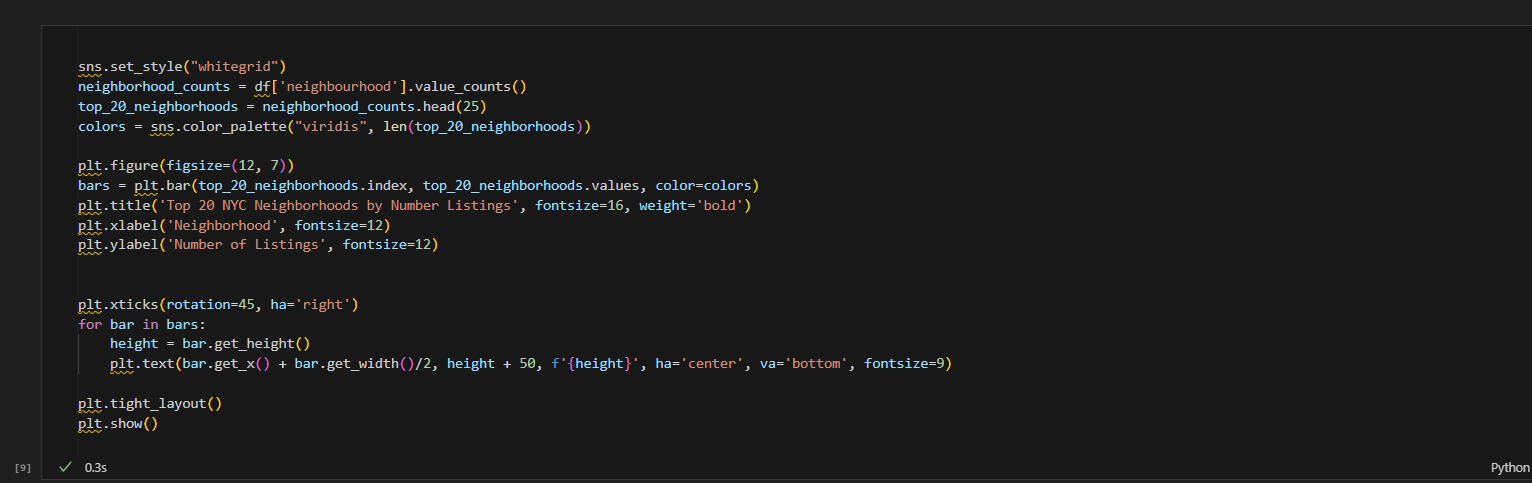 sns.set_style("whitegrid")
neighborhood_counts = df['neighbourhood'].value_counts()
top_20_neighborhoods = neighborhood_counts.head(25)
colors = sns.color_palette("viridis", len(top_20_neighborhoods))

plt.figure(figsize=(12, 7))
bars = plt.bar(top_20_neighborhoods.index, top_20_neighborhoods.values, color=colors)
plt.title('Top 20 NYC Neighborhoods by Number Listings', fontsize=16, weight='bold')
plt.xlabel('Neighborhood', fontsize=12)
plt.ylabel('Number of Listings', fontsize=12)


plt.xticks(rotation=45, ha='right')
for bar in bars:
    height = bar.get_height()
    plt.text(bar.get_x() + bar.get_width()/2, height + 50, f'{height}', ha='center', va='bottom', fontsize=9)

plt.tight_layout()
plt.show()
[9] ✓ 0.3s Python